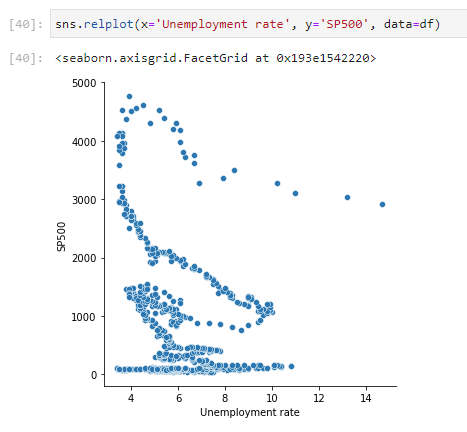 [40]: sns.relplot(x='Unemployment rate', y='SP500', data=df)
[40]: <seaborn.axisgrid.FacetGrid at 0x193e1542220>
5000
4000
3000
2000
1000
0
SP500
4 6 8 10 12 14
Unemployment rate